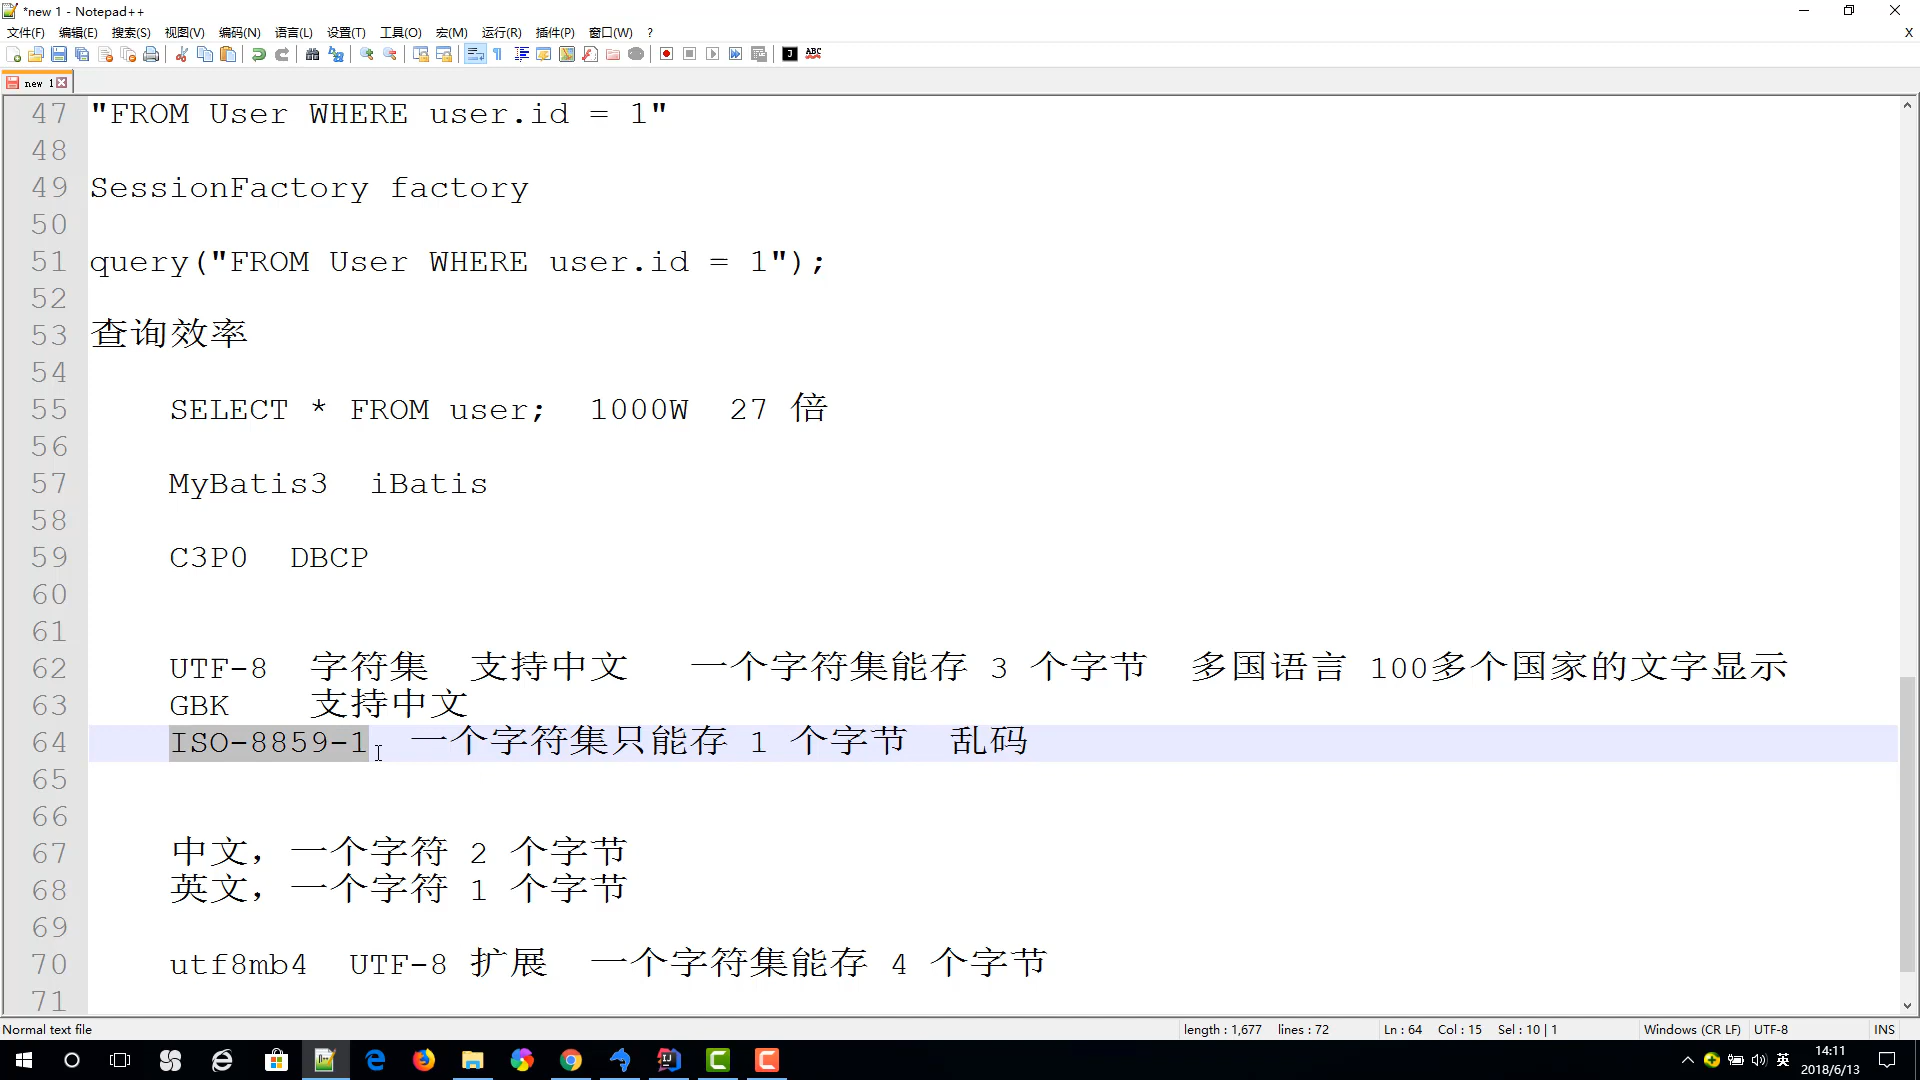 *new 1 - Notepad++
文件(F) 编辑(E) 搜索(S) 视图(V) 编码(N) 语言(L) 设置(T) 工具(O) 宏(M) 运行(R) 插件(P) 窗口(W) ? X
new 1
47 "FROM User WHERE user.id = 1"
48
49 SessionFactory factory
50
51 query("FROM User WHERE user.id = 1");
52
53 查询效率
54
55 SELECT * FROM user; 1000W 27 倍
56
57 MyBatis3 iBatis
58
59 C3P0 DBCP
60
61
62 UTF-8 字符集 支持中文 一个字符集能存 3 个字节 多国语言 100多个国家的文字显示
63 GBK 支持中文
64 ISO-8859-1 一个字符集只能存 1 个字节 乱码
65
66
67 中文，一个字符 2 个字节
68 英文，一个字符 1 个字节
69
70 utf8mb4 UTF-8 扩展 一个字符集能存 4 个字节
71
Normal text file length : 1,677 lines : 72 Ln : 64 Col : 15 Sel : 10 | 1 Windows (CR LF) UTF-8 INS
英 14:11
2018/6/13